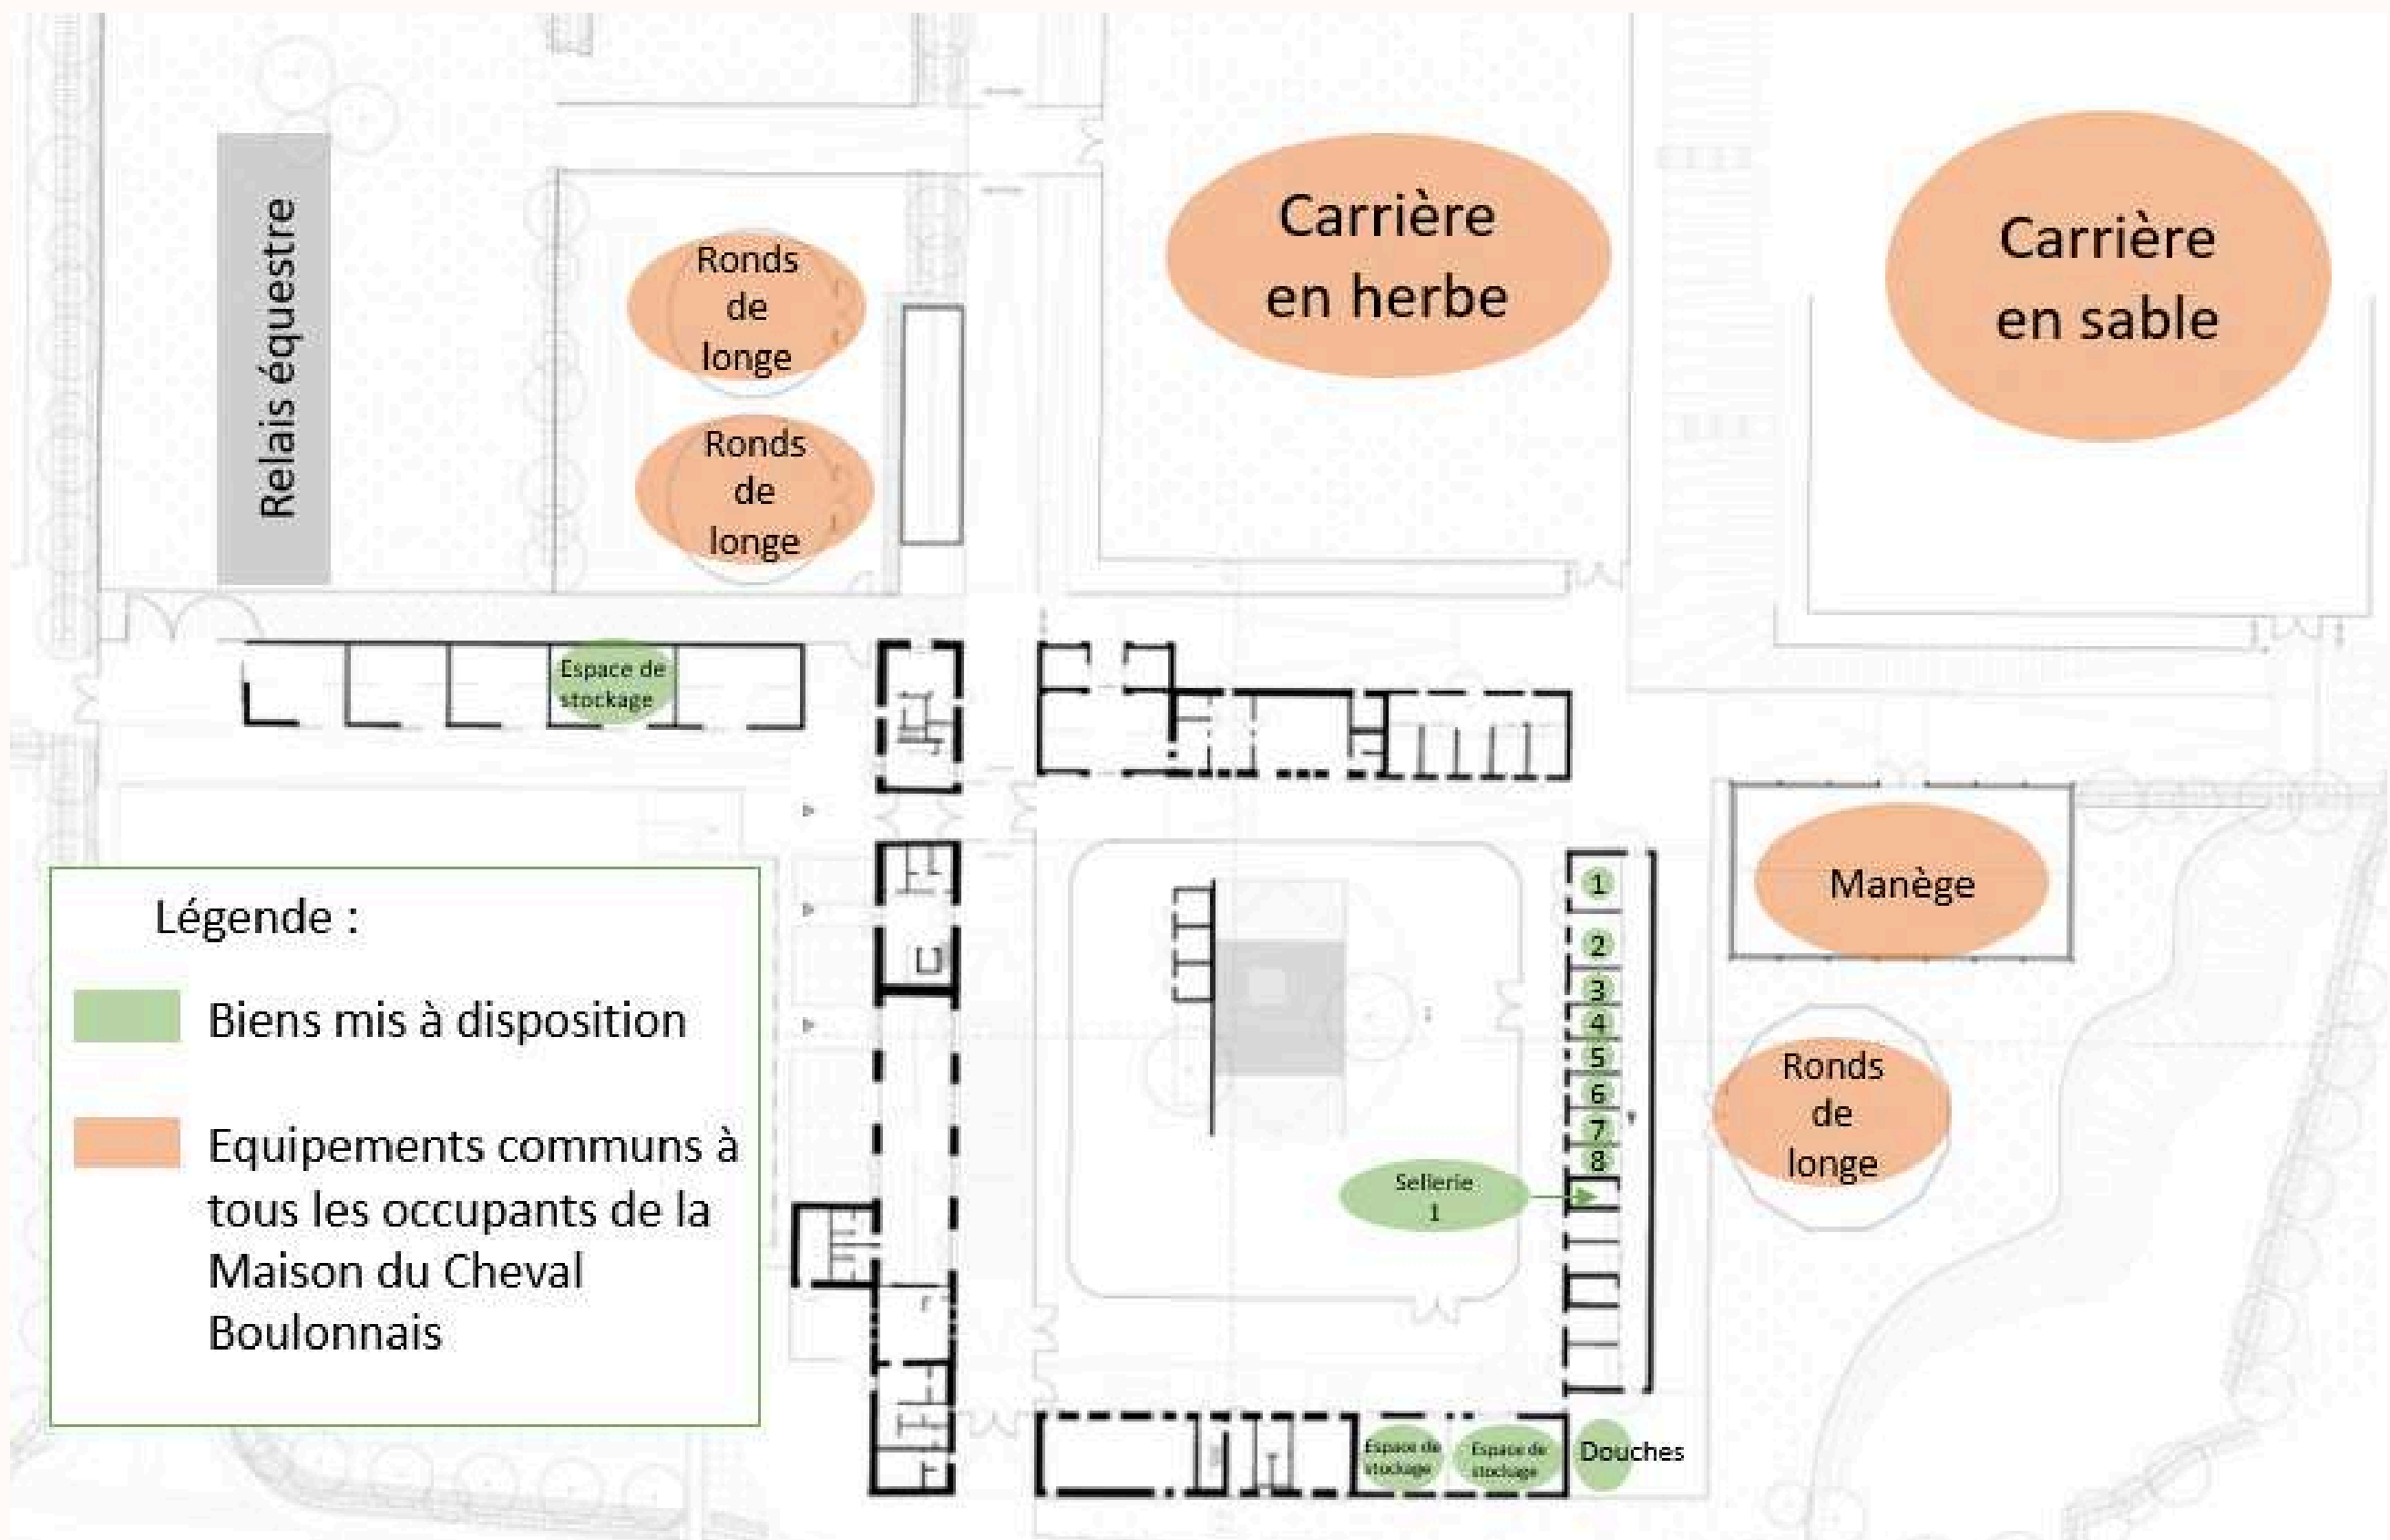 Relais équestre
Ronds
de
longe
Ronds
de
longe
Carrière
en herbe
Carrière
en sable
Espace de
stockage
Légende :
Biens mis à disposition
Equipements communs à
tous les occupants de la
Maison du Cheval
Boulonnais
1
2
3
4
5
6
7
8
Sellerie
1
Manège
Ronds
de
longe
Espace de
stockage
Espace de
stockage
Douches